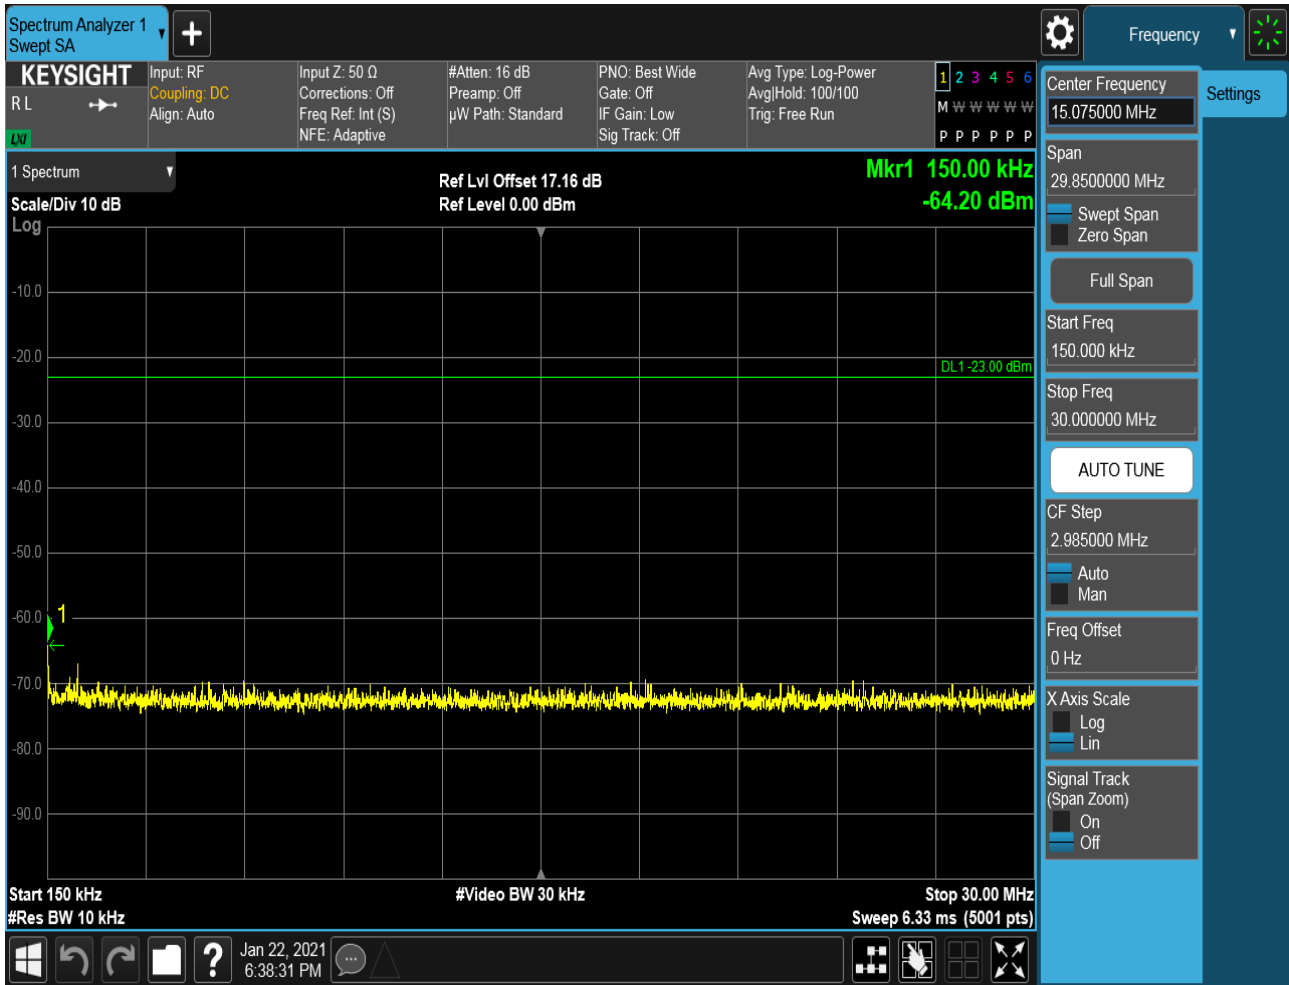 Spectrum Analyzer 1
Swept SA
Frequency
KEYSIGHT
R L
LXI
Input: RF
Coupling: DC
Align: Auto
Input Z: 50 Ω
Corrections: Off
Freq Ref: Int (S)
NFE: Adaptive
#Atten: 16 dB
Preamp: Off
µW Path: Standard
PNO: Best Wide
Gate: Off
IF Gain: Low
Sig Track: Off
Avg Type: Log-Power
Avg|Hold: 100/100
Trig: Free Run
1 2 3 4 5 6
M W W W W W
P P P P P P
Center Frequency
15.075000 MHz
Settings
1 Spectrum
Scale/Div 10 dB
Log
Ref Lvl Offset 17.16 dB
Ref Level 0.00 dBm
Mkr1 150.00 kHz
-64.20 dBm
Span
29.8500000 MHz
Swept Span
Zero Span
Full Span
Start Freq
150.000 kHz
Stop Freq
30.000000 MHz
AUTO TUNE
CF Step
2.985000 MHz
Auto
Man
Freq Offset
0 Hz
X Axis Scale
Log
Lin
Signal Track
(Span Zoom)
On
Off
-10.0
-20.0
DL1 -23.00 dBm
-30.0
-40.0
-50.0
-60.0
1
-70.0
-80.0
-90.0
Start 150 kHz
#Video BW 30 kHz
Stop 30.00 MHz
#Res BW 10 kHz
Sweep 6.33 ms (5001 pts)
?
Jan 22, 2021
6:38:31 PM